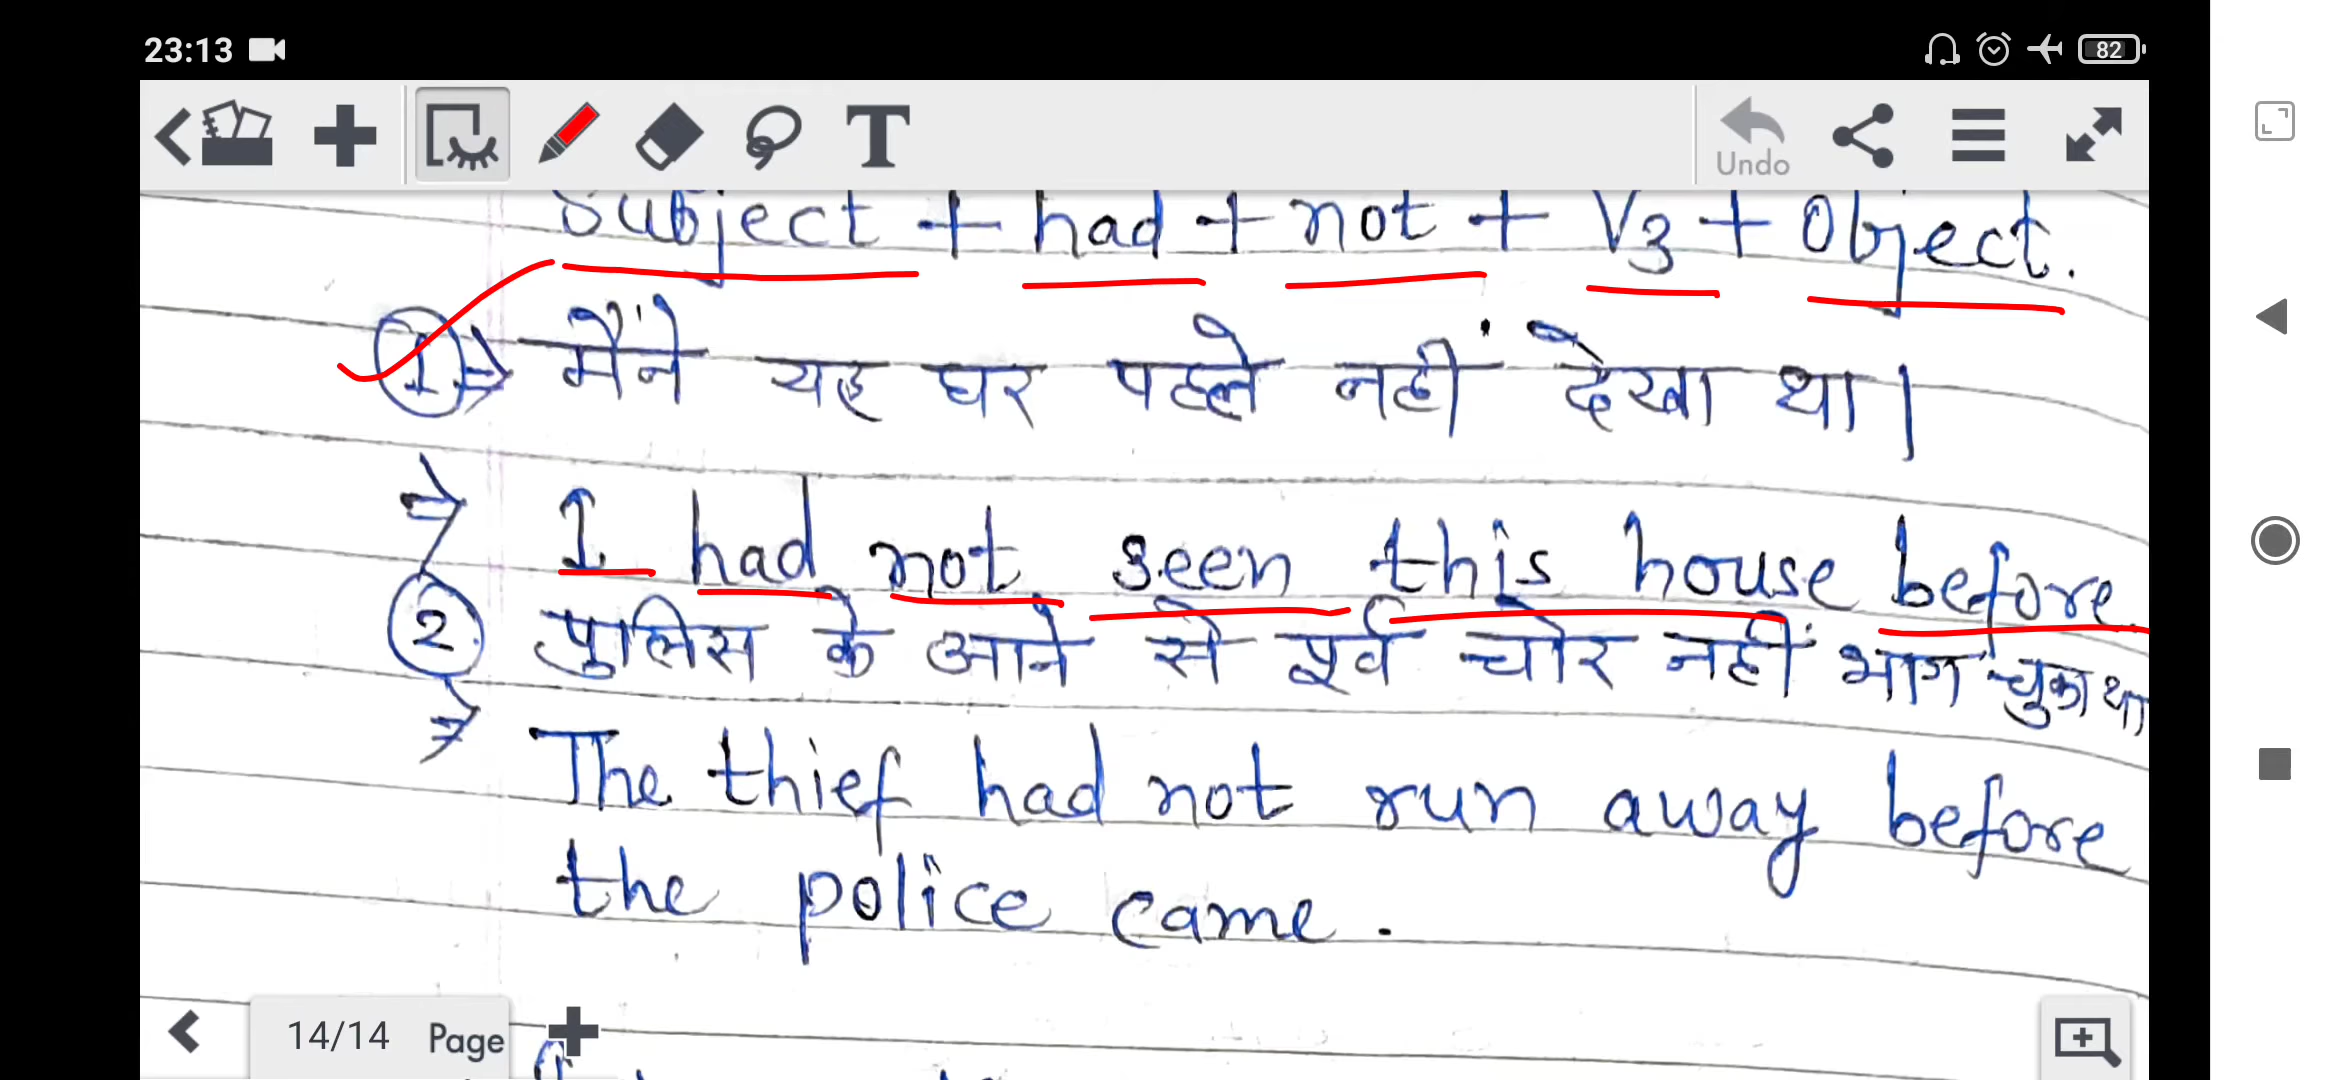 23:13 82
T Undo
Subject + had + not + V3 + Object.
1 → मैंने यह घर पहले नहीं देखा था।
→ I had not seen this house before
2 पुलिस के आने से पूर्व चोर नहीं भाग चुका था
→ The thief had not run away before
the police came.
14/14 Page